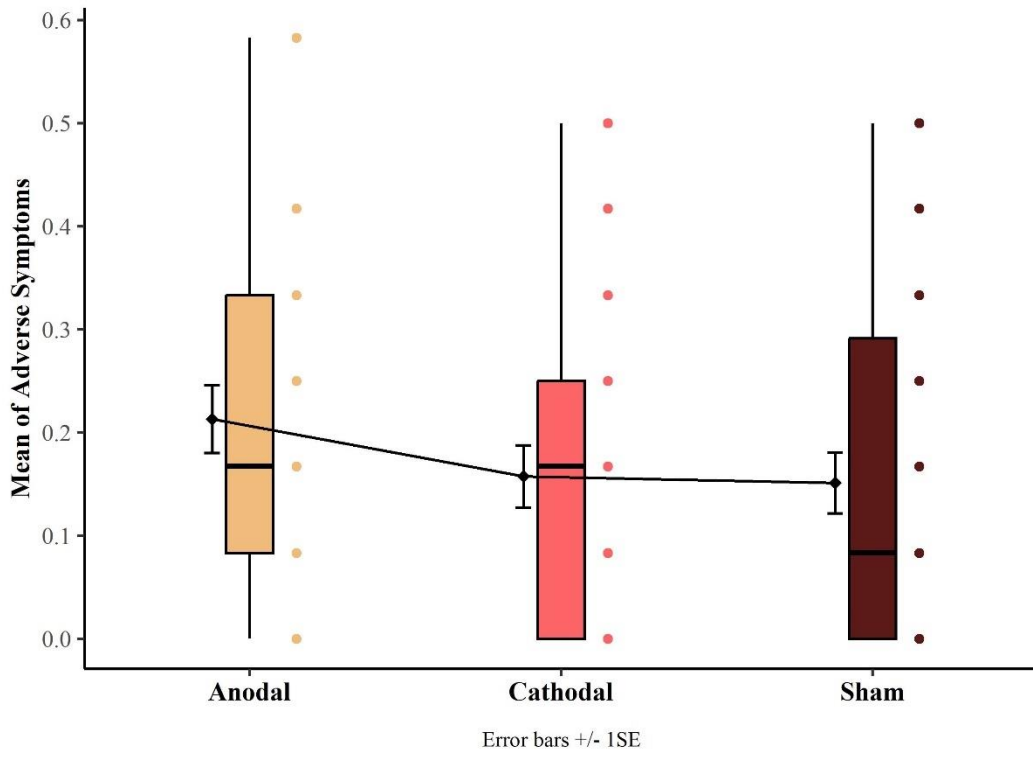 Mean of Adverse Symptoms
0.6
0.5
0.4
0.3
0.2
0.1
0.0
Anodal Cathodal Sham
Error bars +/- 1SE